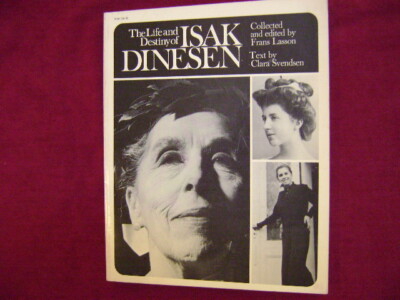 The Life and
Destiny of
ISAK
DINESEN
Collected
and edited by
Frans Lasson
Text by
Clara Svendsen